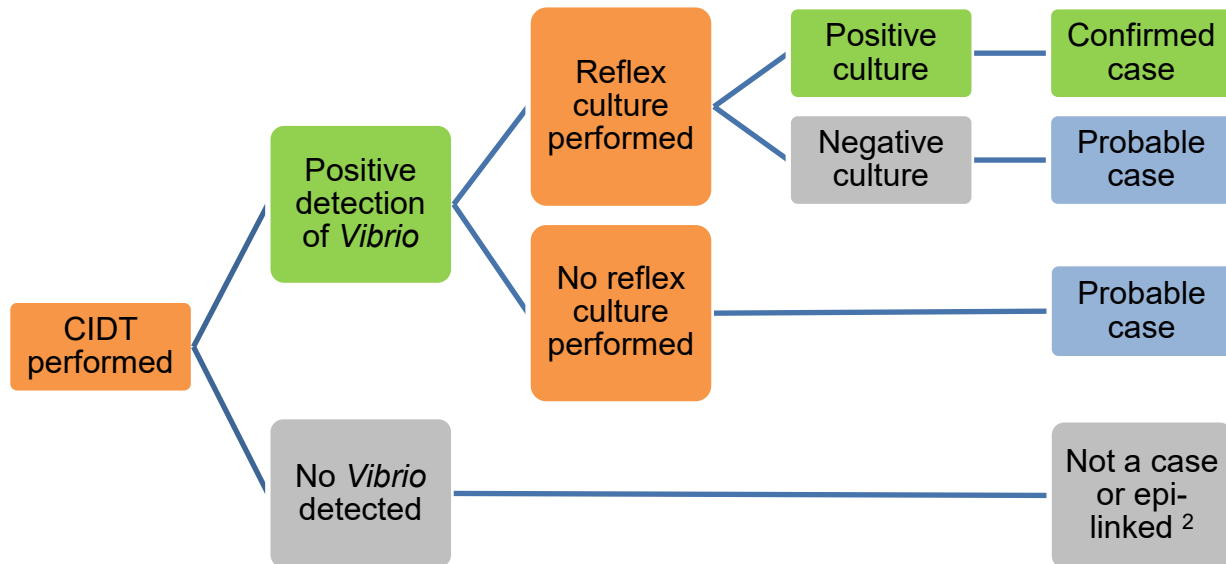 CIDT
performed
Positive
detection
of Vibrio
No Vibrio
detected
Reflex
culture
performed
No reflex
culture
performed
Positive
culture
Negative
culture
Confirmed
case
Probable
case
Probable
case
Not a case
or epi-
linked 2